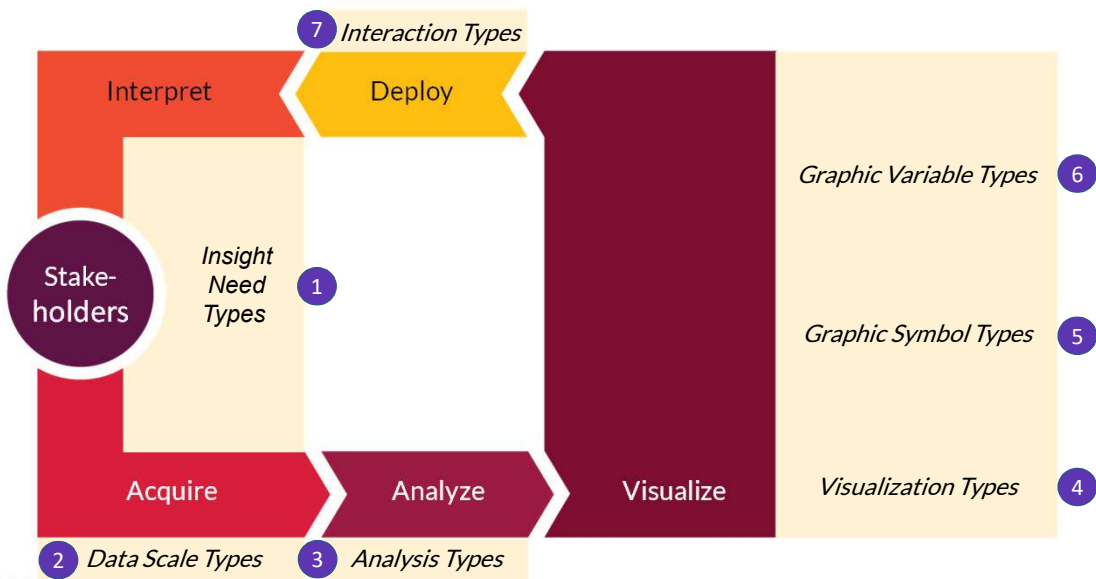 7 Interaction Types
Interpret
Deploy
Graphic Variable Types 6
Stake-
holders
Insight
Need
Types
1
Graphic Symbol Types 5
Acquire
Analyze
Visualize
Visualization Types 4
2 Data Scale Types
3 Analysis Types